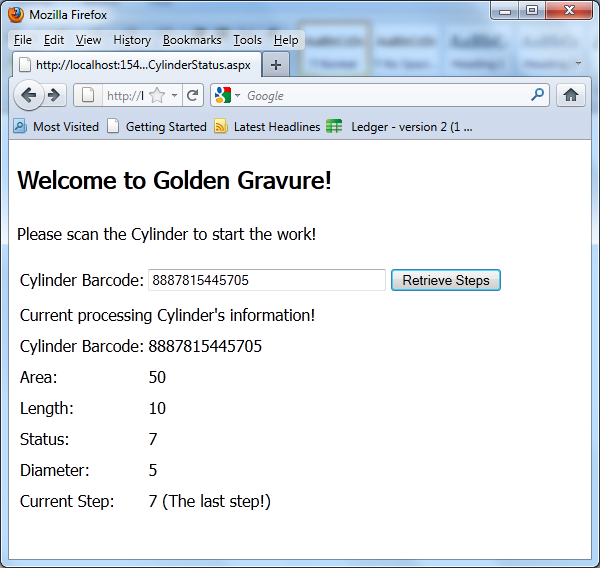 Mozilla Firefox
File Edit View History Bookmarks Tools Help
http://localhost:154...CylinderStatus.aspx
http://l Google
Most Visited Getting Started Latest Headlines Ledger - version 2 (1 ...
Welcome to Golden Gravure!
Please scan the Cylinder to start the work!
Cylinder Barcode: 8887815445705 Retrieve Steps
Current processing Cylinder's information!
Cylinder Barcode: 8887815445705
Area: 50
Length: 10
Status: 7
Diameter: 5
Current Step: 7 (The last step!)